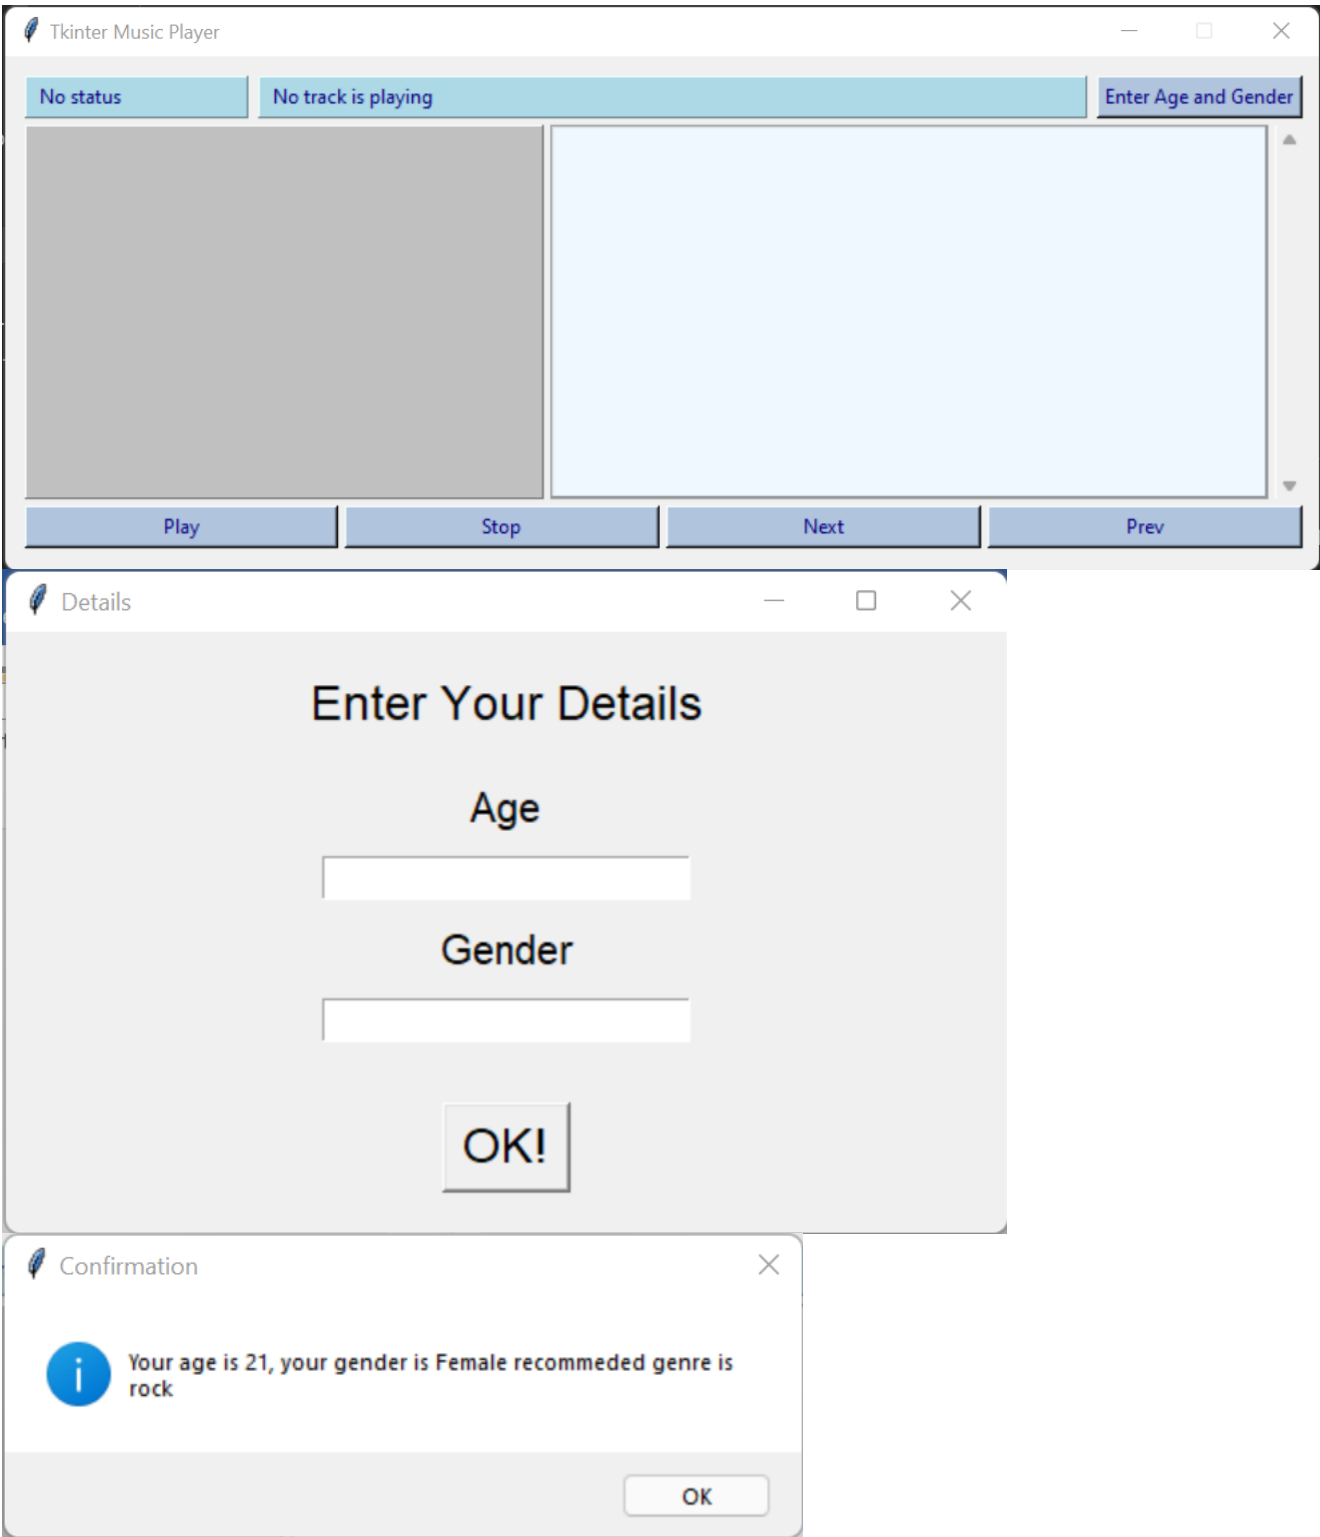 Tkinter Music Player
No status
No track is playing
Enter Age and Gender
Play
Stop
Next
Prev
Details
Enter Your Details
Age
Gender
OK!
Confirmation
Your age is 21, your gender is Female recommeded genre is
rock
OK